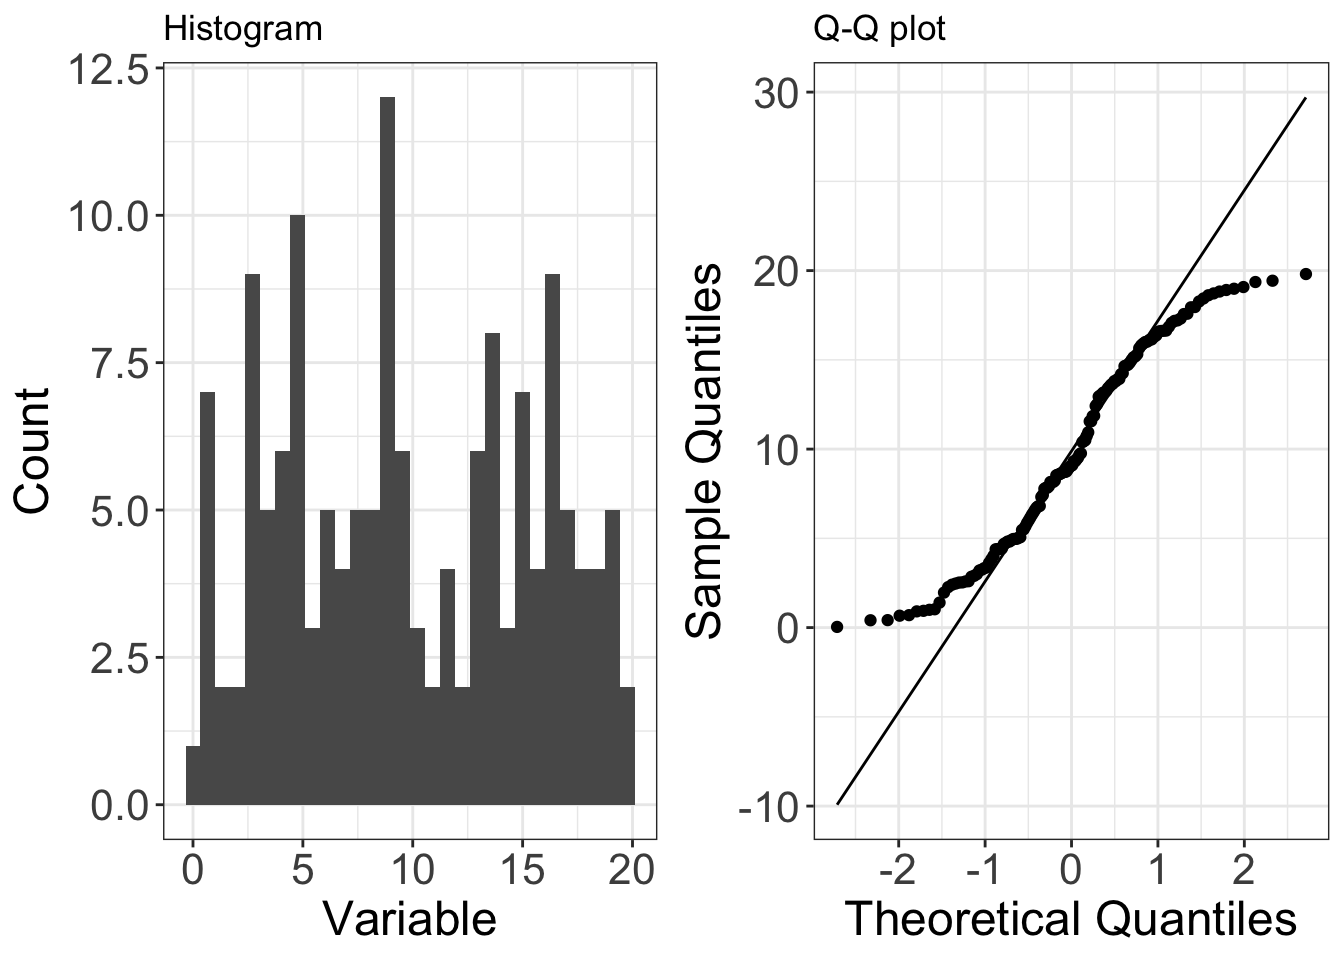 Histogram
12.5
10.0
7.5
5.0
2.5
0.0
Count
0 5 10 15 20
Variable
Q-Q plot
30
20
10
0
-10
Sample Quantiles
-2 -1 0 1 2
Theoretical Quantiles